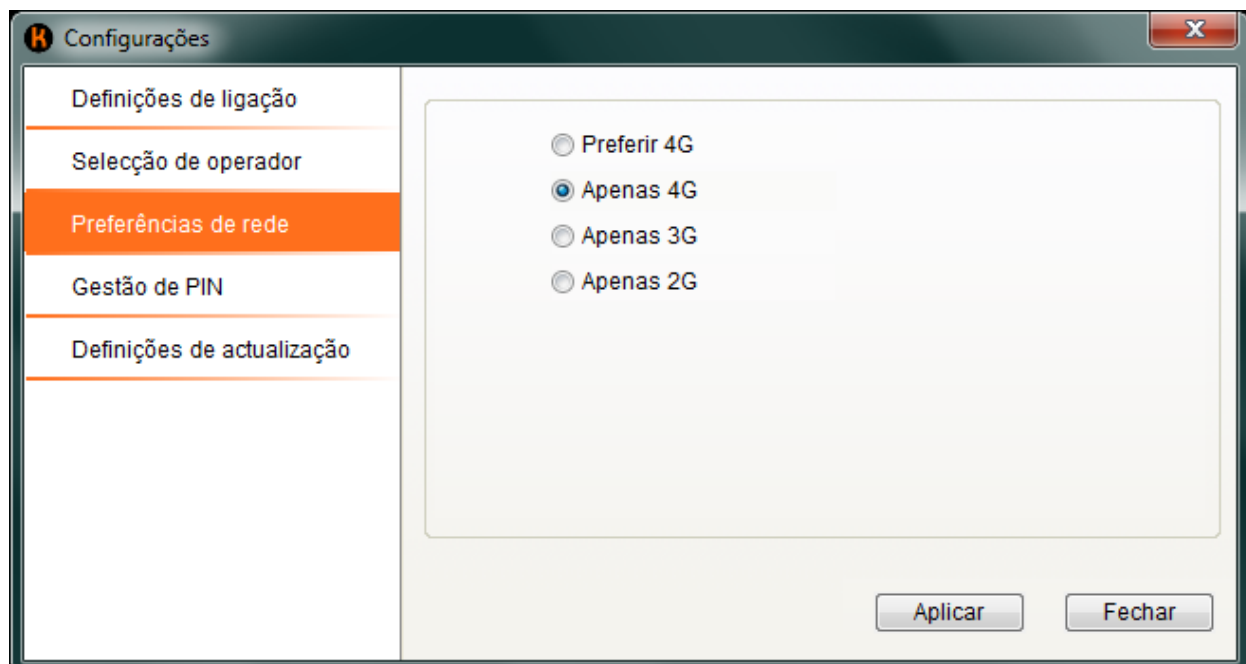 Configurações
Definições de ligação
Selecção de operador
Preferências de rede
Gestão de PIN
Definições de actualização
Preferir 4G
Apenas 4G
Apenas 3G
Apenas 2G
Aplicar
Fechar